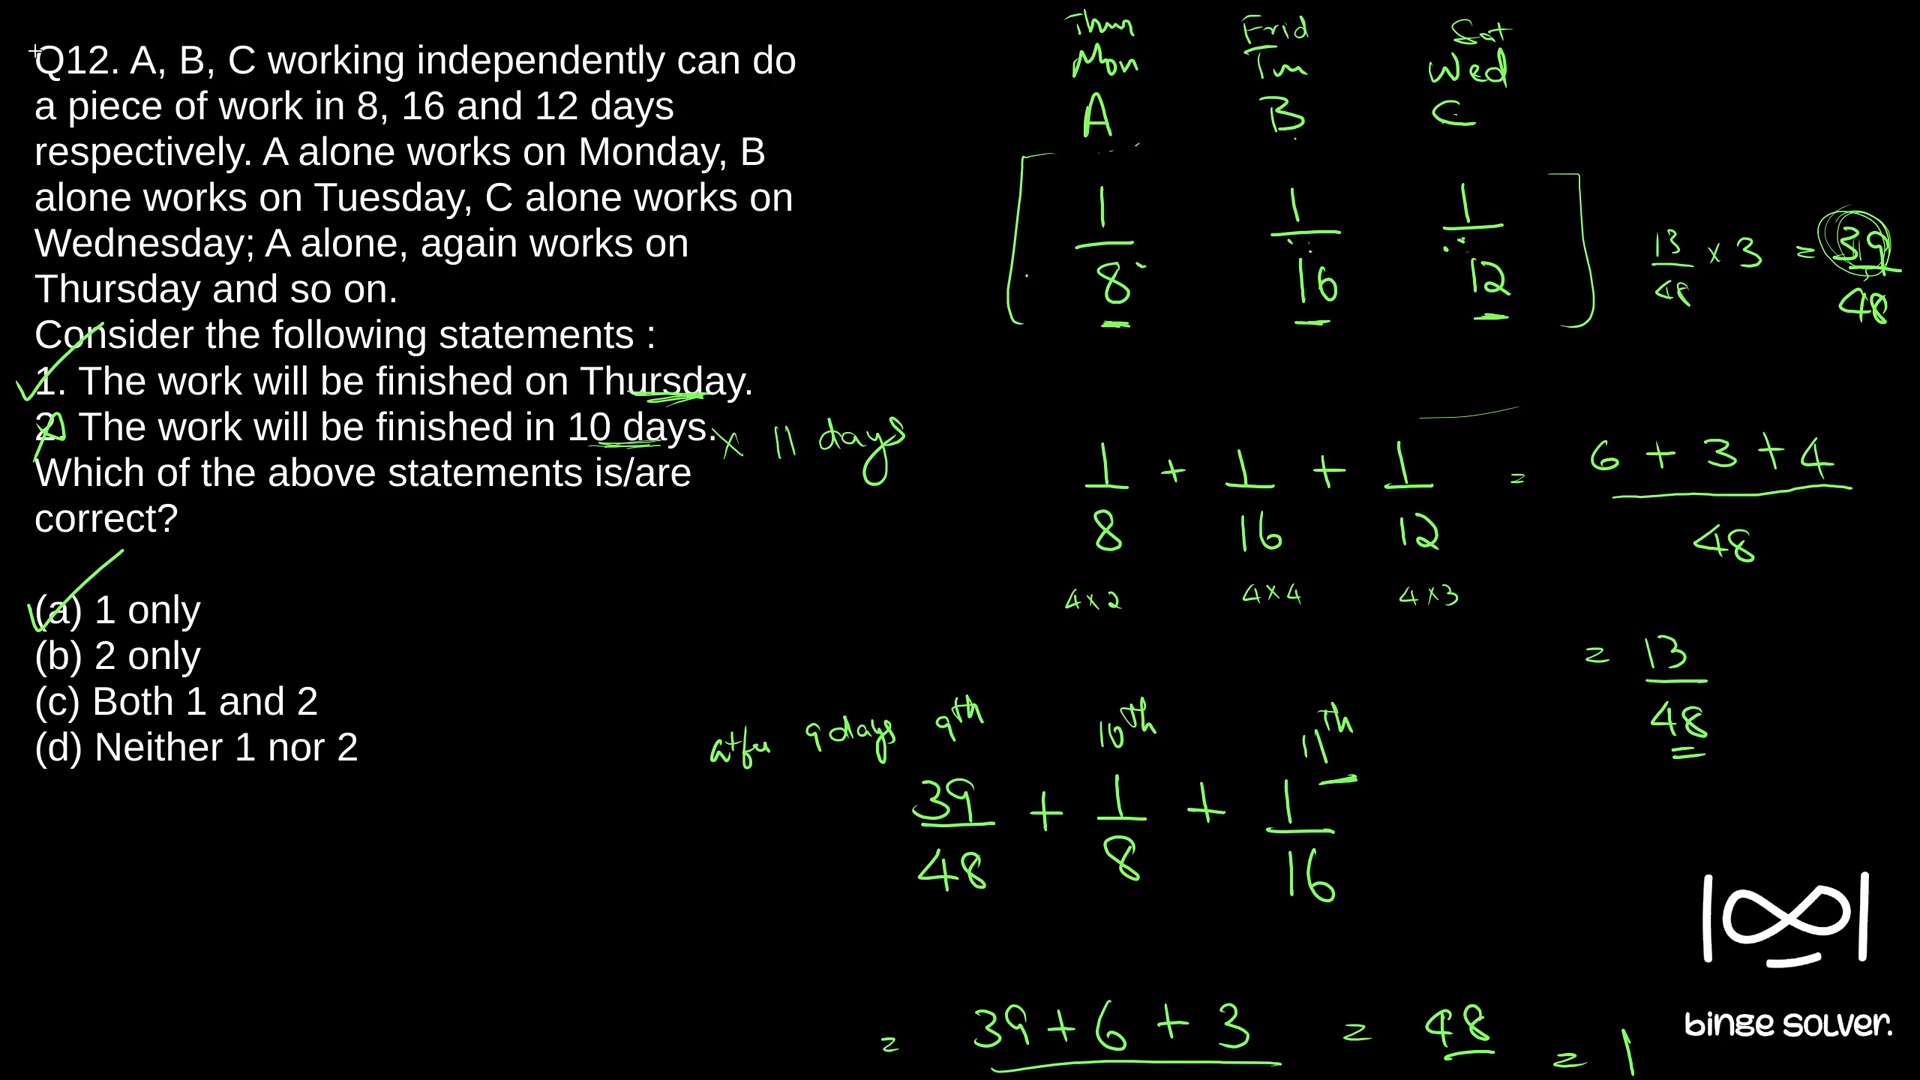 Q12. A, B, C working independently can do
a piece of work in 8, 16 and 12 days
respectively. A alone works on Monday, B
alone works on Tuesday, C alone works on
Wednesday; A alone, again works on
Thursday and so on.
Consider the following statements :
1. The work will be finished on Thursday.
2. The work will be finished in 10 days. x 11 days
Which of the above statements is/are
correct?
(a) 1 only
(b) 2 only
(c) Both 1 and 2
(d) Neither 1 nor 2
Thur Frid Sat
Mon Tu Wed
A B C
[ 1/8 1/16 1/12 ] 13/48 × 3 = 39/48
1/8 + 1/16 + 1/12 = 6 + 3 + 4 / 48
4×2 4×4 4×3
= 13/48
after 9 days 9th 10th 11th
39/48 + 1/8 + 1/16
= 39 + 6 + 3 = 48 = 1
binge solver.